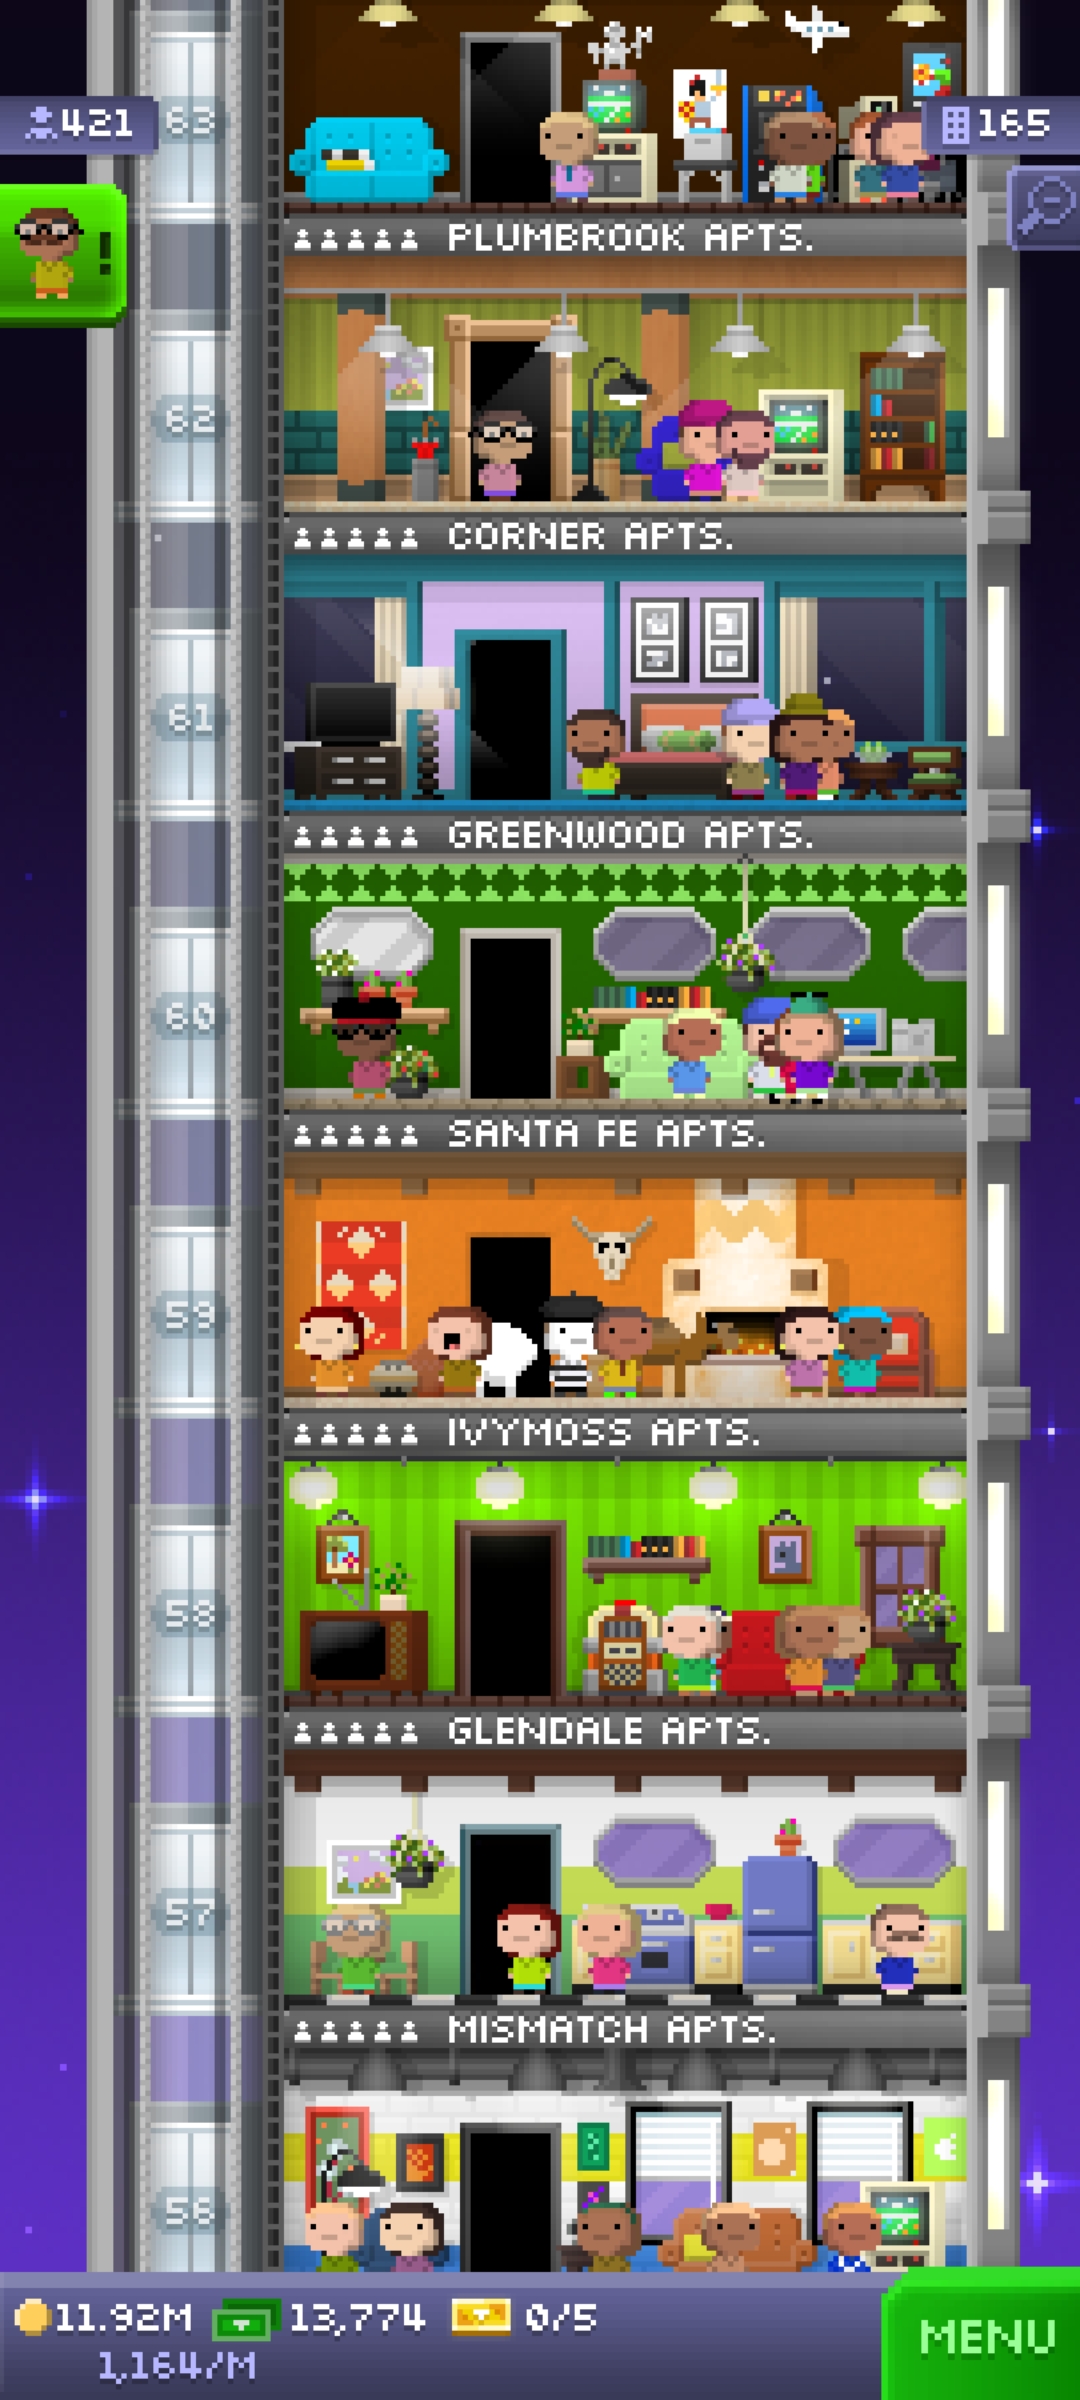 421
63
165
!
PLUMBROOK APTS.
62
CORNER APTS.
61
GREENWOOD APTS.
60
SANTA FE APTS.
59
IVYMOSS APTS.
58
GLENDALE APTS.
57
MISMATCH APTS.
56
11.92M 13,774 0/5
1,164/M
MENU